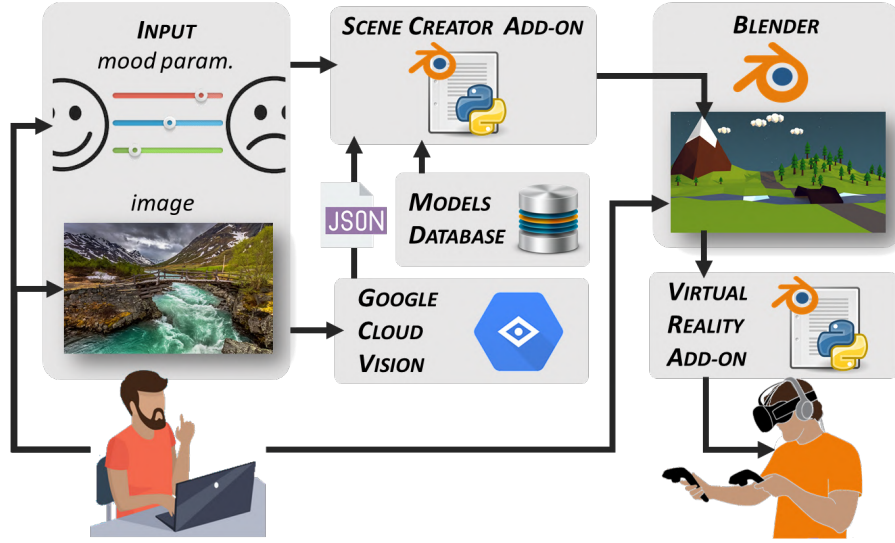 INPUT
mood param.
image
SCENE CREATOR ADD-ON
JSON
MODELS
DATABASE
GOOGLE
CLOUD
VISION
BLENDER
VIRTUAL
REALITY
ADD-ON